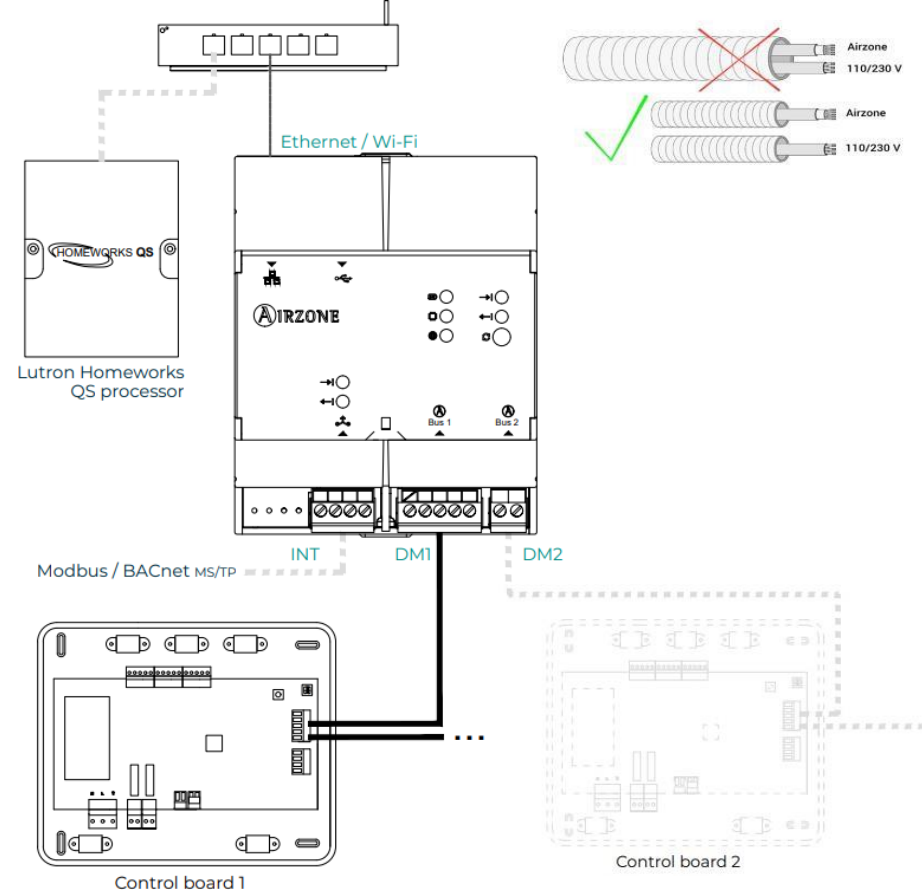 Airzone
110/230 V
Airzone
110/230 V
Ethernet / Wi-Fi
HOMEWORKS QS
AIRZONE
Lutron Homeworks
QS processor
Bus 1
Bus 2
INT
DM1
DM2
Modbus / BACnet MS/TP
...
Control board 1
Control board 2